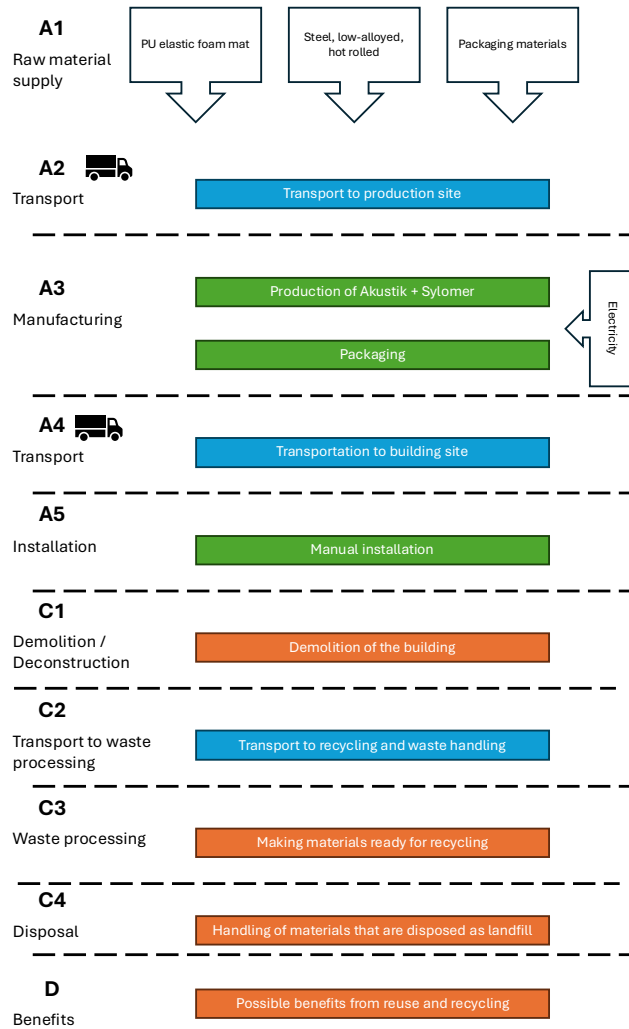 A1
Raw material
supply
PU elastic foam mat
Steel, low-alloyed,
hot rolled
Packaging materials
A2
Transport
Transport to production site
A3
Manufacturing
Production of Akustik + Sylomer
Packaging
Electricity
A4
Transport
Transportation to building site
A5
Installation
Manual installation
C1
Demolition /
Deconstruction
Demolition of the building
C2
Transport to waste
processing
Transport to recycling and waste handling
C3
Waste processing
Making materials ready for recycling
C4
Disposal
Handling of materials that are disposed as landfill
D
Benefits
Possible benefits from reuse and recycling